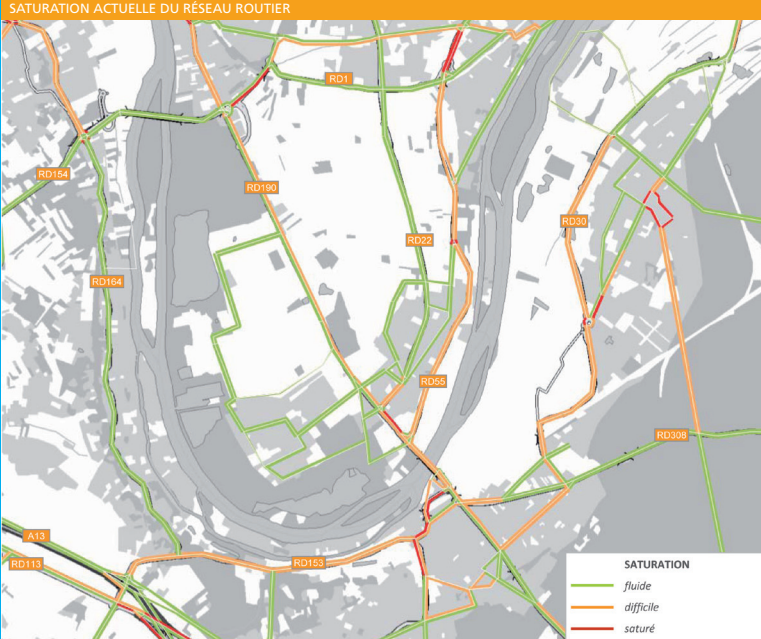 SATURATION ACTUELLE DU RÉSEAU ROUTIER
RD1
RD154
RD190
RD30
RD22
RD164
RD55
RD308
A13
RD113
RD153
SATURATION
fluide
difficile
saturé